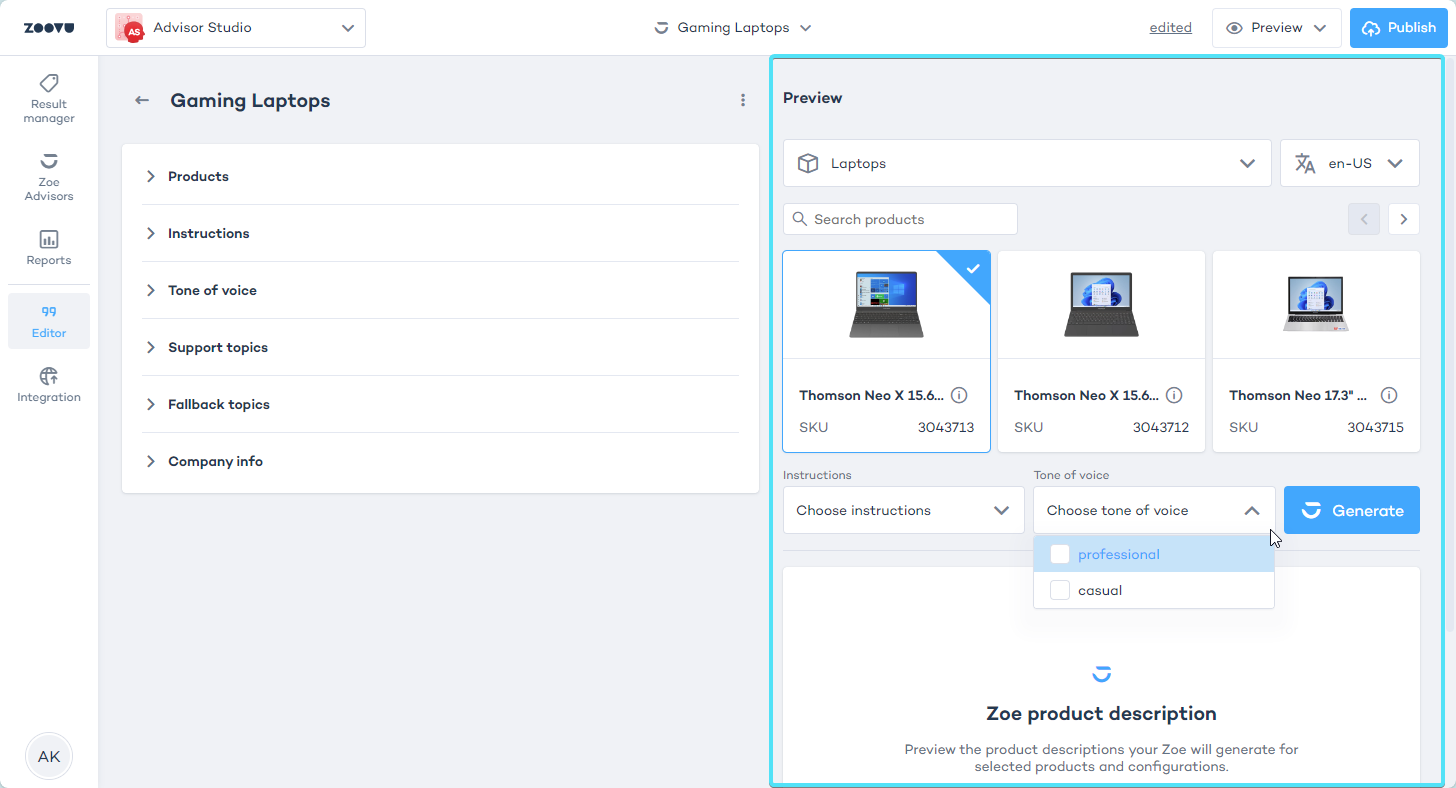 zoovu
AS
Advisor Studio
Gaming Laptops
edited
Preview
Publish
Result
manager
Zoe
Advisors
Reports
Editor
Integration
AK
Gaming Laptops
Products
Instructions
Tone of voice
Support topics
Fallback topics
Company info
Preview
Laptops
en-US
Search products
Thomson Neo X 15.6...
SKU 3043713
Thomson Neo X 15.6...
SKU 3043712
Thomson Neo 17.3" ...
SKU 3043715
Instructions
Choose instructions
Tone of voice
Choose tone of voice
Generate
professional
casual
Zoe product description
Preview the product descriptions your Zoe will generate for
selected products and configurations.